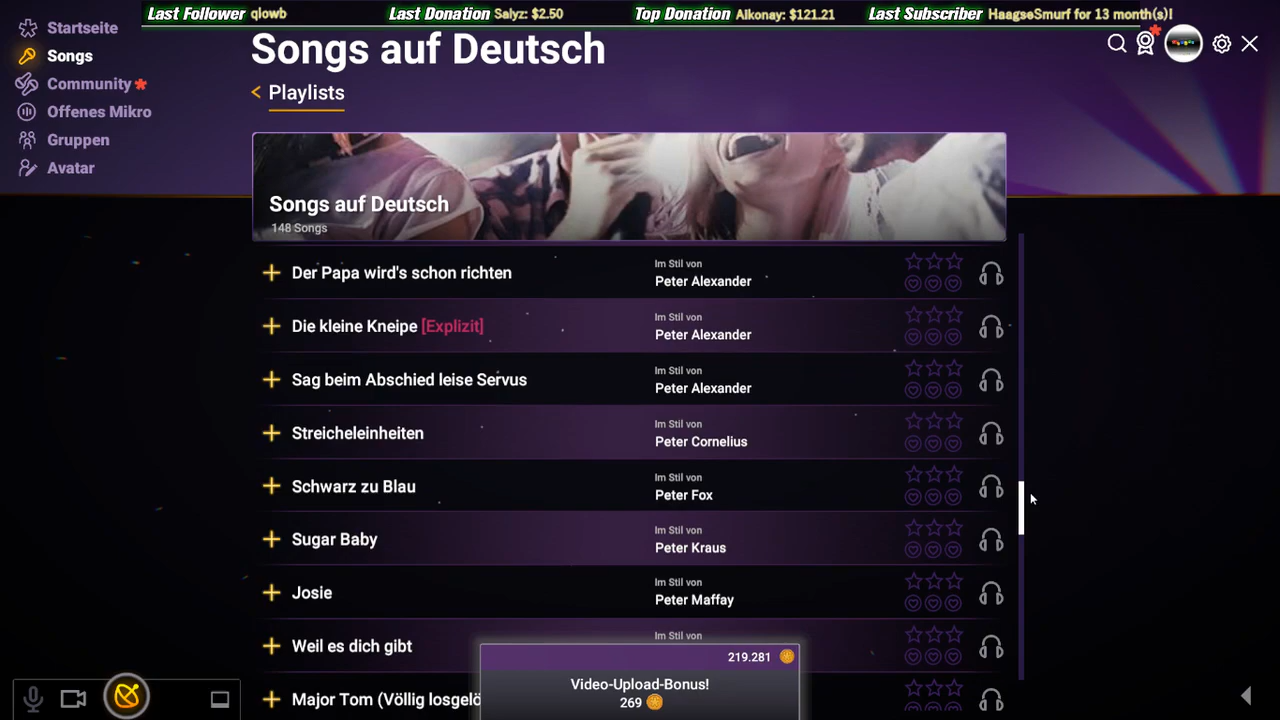 Last Follower qlowb Last Donation Salyz: $2.50 Top Donation Aikonay: $121.21 Last Subscriber HaagseSmurf for 13 month(s)!
Startseite
Songs
Community
Offenes Mikro
Gruppen
Avatar
Songs auf Deutsch
< Playlists
Songs auf Deutsch
148 Songs
Der Papa wird's schon richten
Im Stil von
Peter Alexander
Die kleine Kneipe [Explizit]
Im Stil von
Peter Alexander
Sag beim Abschied leise Servus
Im Stil von
Peter Alexander
Streicheleinheiten
Im Stil von
Peter Cornelius
Schwarz zu Blau
Im Stil von
Peter Fox
Sugar Baby
Im Stil von
Peter Kraus
Josie
Im Stil von
Peter Maffay
Weil es dich gibt
Im Stil von
Major Tom (Völlig losgelö
219.281
Video-Upload-Bonus!
269